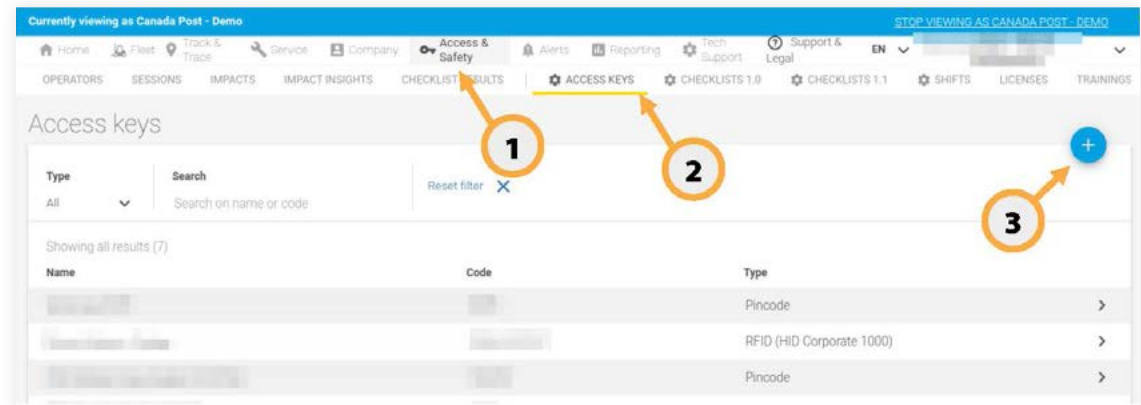 Currently viewing as Canada Post - Demo STOP VIEWING AS CANADA POST - DEMO
Home Fleet Track & Trace Service Company Access & Safety Alerts Reporting Tech Support Support & Legal EN
OPERATORS SESSIONS IMPACTS IMPACT INSIGHTS CHECKLIST RESULTS ACCESS KEYS CHECKLISTS 1.0 CHECKLISTS 1.1 SHIFTS LICENSES TRAININGS
Access keys
+
1
2
3
Type Search
Reset filter X
All Search on name or code
Showing all results (7)
Name Code Type
Pincode
RFID (HID Corporate 1000)
Pincode